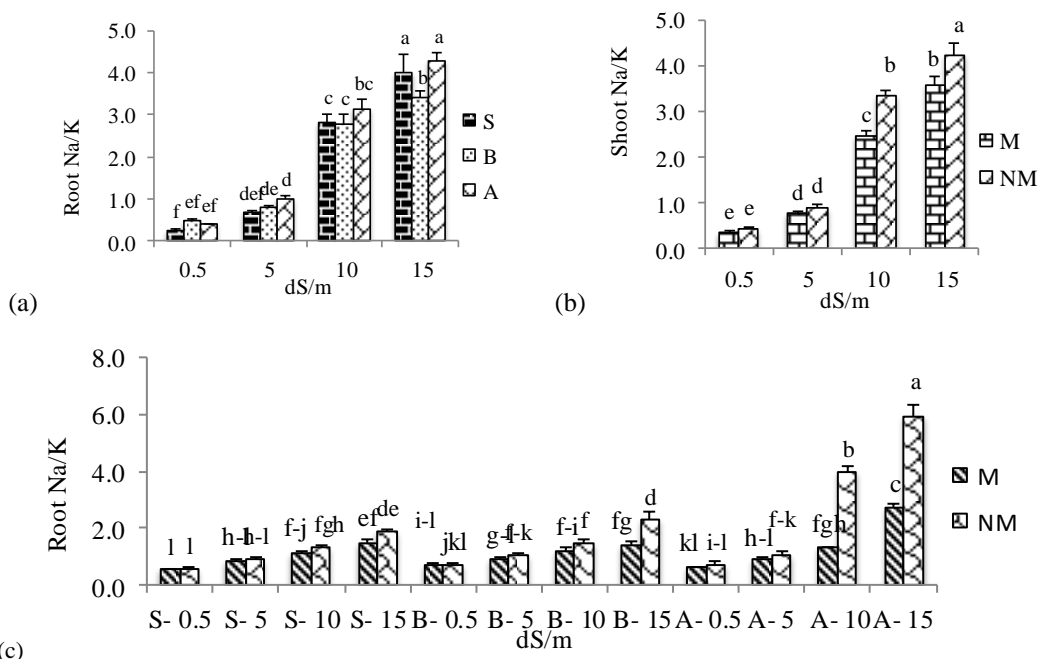 5.0
4.0
3.0
2.0
1.0
0.0
Root Na/K
f ef ef
def de d
c c bc
a b a
0.5 5 10 15
dS/m
S
B
A
(a)
5.0
4.0
3.0
2.0
1.0
0.0
Shoot Na/K
e e
d d
c b
b a
0.5 5 10 15
dS/m
M
NM
(b)
8.0
6.0
4.0
2.0
0.0
Root Na/K
l l h-l h-l f-j fgh ef de i-l jkl g-l f-k f-i f fg d kl i-l h-l f-k fgh b c a
S- 0.5 S- 5 S- 10 S- 15 B- 0.5 B- 5 B- 10 B- 15 A- 0.5 A- 5 A- 10 A- 15
dS/m
M
NM
(c)